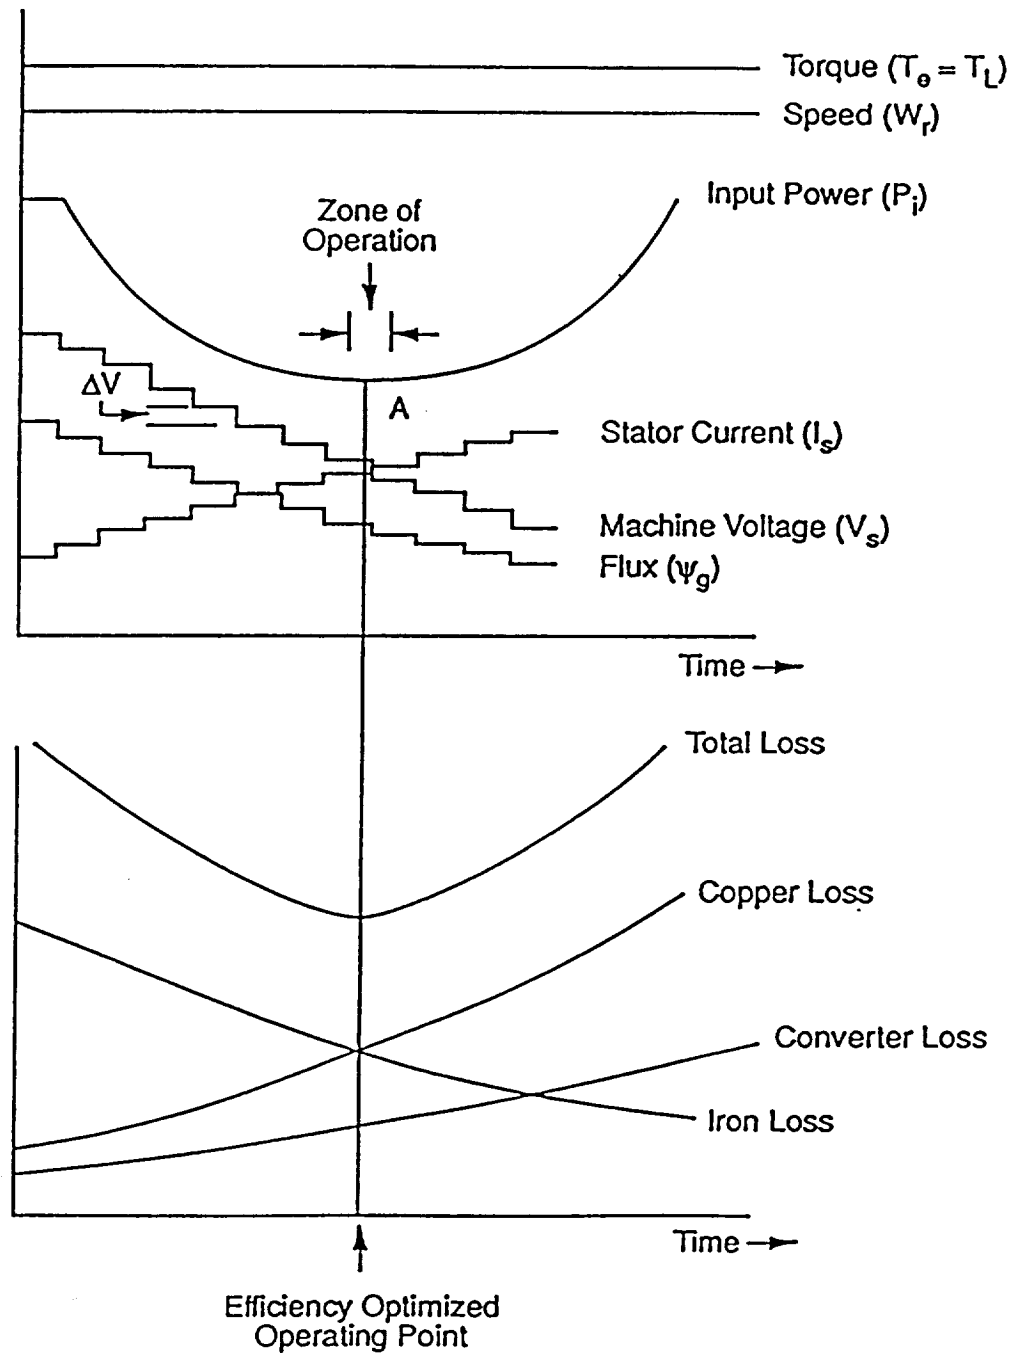 Torque (Te = TL)
Speed (Wr)
Input Power (Pi)
Zone of
Operation
ΔV
A
Stator Current (Is)
Machine Voltage (Vs)
Flux (ψg)
Time
Total Loss
Copper Loss
Converter Loss
Iron Loss
Time
Efficiency Optimized
Operating Point